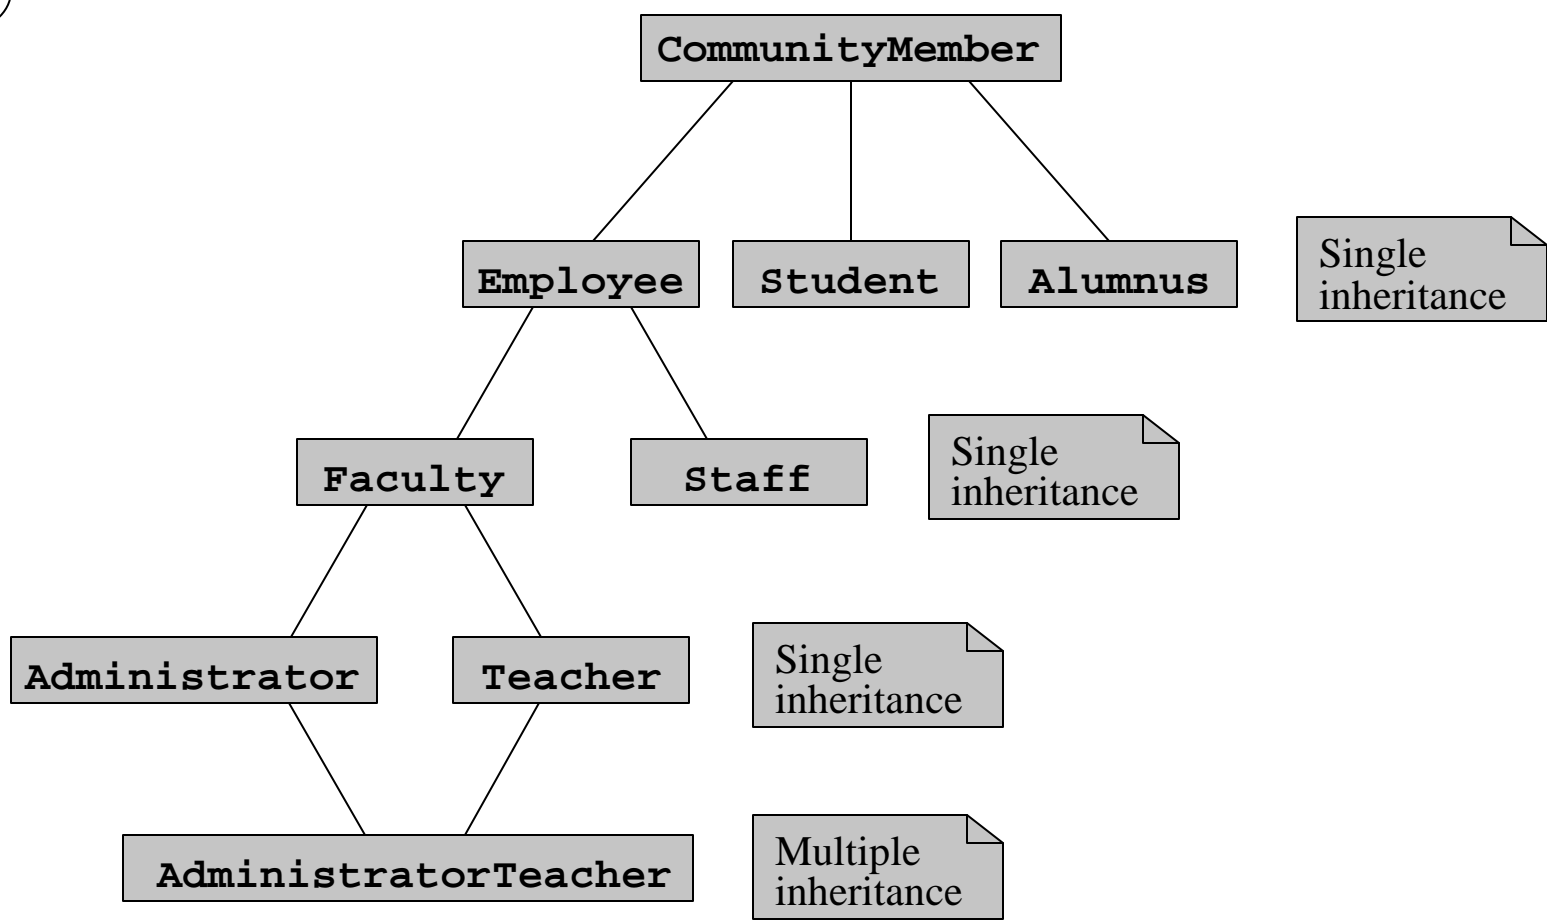 CommunityMember
Employee
Student
Alumnus
Single
inheritance
Faculty
Staff
Single
inheritance
Administrator
Teacher
Single
inheritance
AdministratorTeacher
Multiple
inheritance